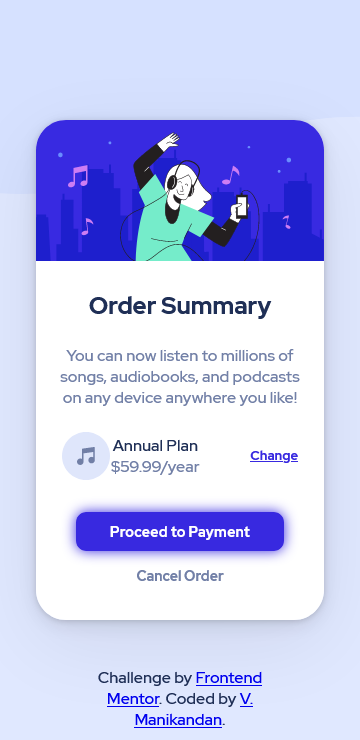 Order Summary
You can now listen to millions of
songs, audiobooks, and podcasts
on any device anywhere you like!
Annual Plan
$59.99/year
Change
Proceed to Payment
Cancel Order
Challenge by Frontend
Mentor. Coded by V.
Manikandan.